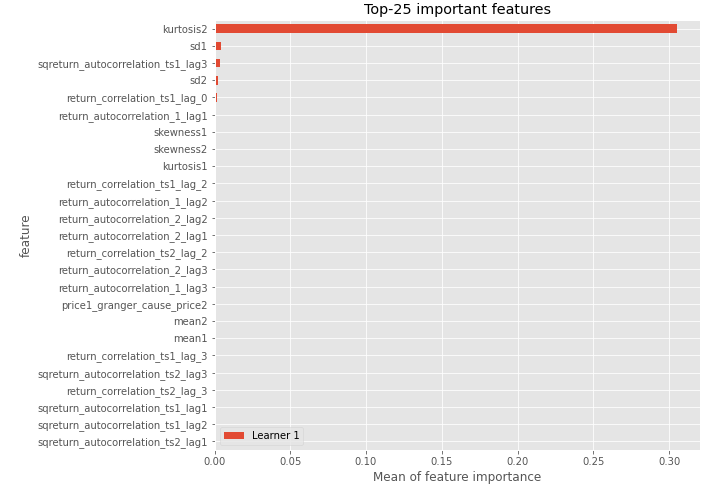 Top-25 important features
kurtosis2
sd1
sqreturn_autocorrelation_ts1_lag3
sd2
return_correlation_ts1_lag_0
return_autocorrelation_1_lag1
skewness1
skewness2
kurtosis1
return_correlation_ts1_lag_2
return_autocorrelation_1_lag2
return_autocorrelation_2_lag2
return_autocorrelation_2_lag1
return_correlation_ts2_lag_2
return_autocorrelation_2_lag3
return_autocorrelation_1_lag3
price1_granger_cause_price2
mean2
mean1
return_correlation_ts1_lag_3
sqreturn_autocorrelation_ts2_lag3
return_correlation_ts2_lag_3
sqreturn_autocorrelation_ts1_lag1
sqreturn_autocorrelation_ts1_lag2
sqreturn_autocorrelation_ts2_lag1
feature
Learner 1
0.00 0.05 0.10 0.15 0.20 0.25 0.30
Mean of feature importance